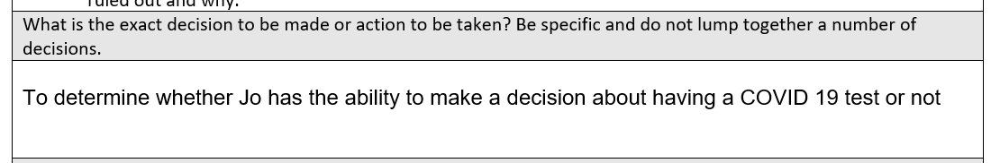 ruled out and why.
What is the exact decision to be made or action to be taken? Be specific and do not lump together a number of
decisions.
To determine whether Jo has the ability to make a decision about having a COVID 19 test or not